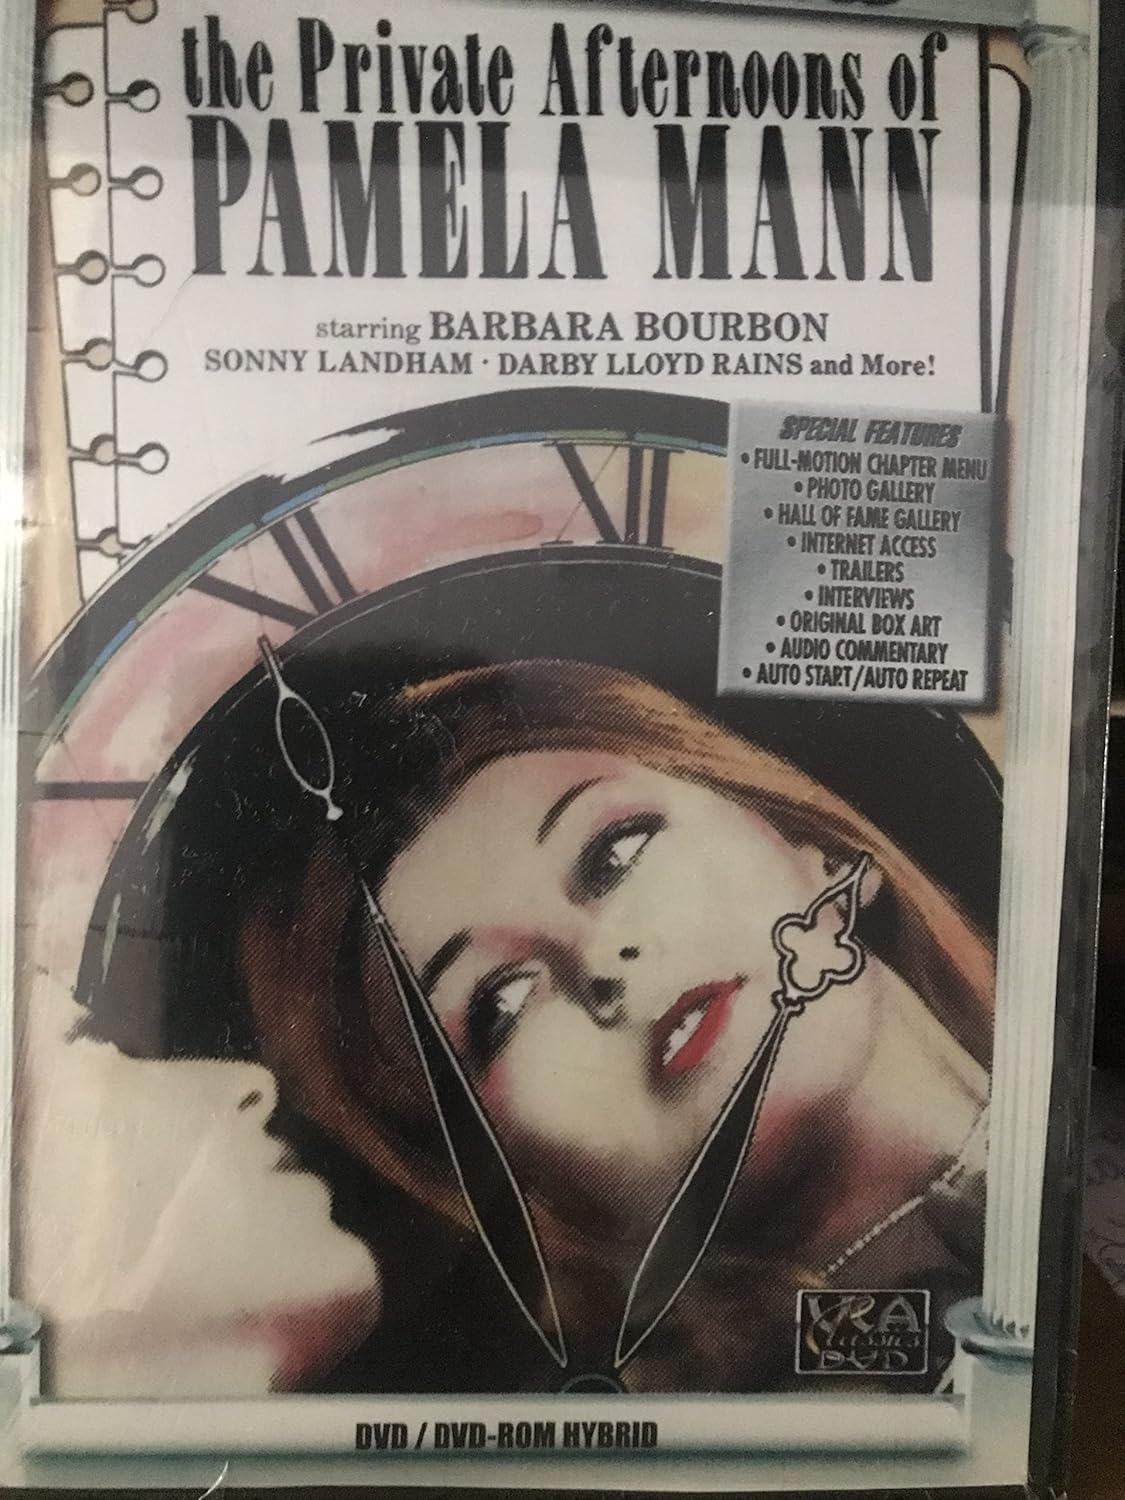 the Private Afternoons of
PAMELA MANN
starring BARBARA BOURBON
SONNY LANDHAM · DARBY LLOYD RAINS and More!
SPECIAL FEATURES
• FULL-MOTION CHAPTER MENU
• PHOTO GALLERY
• HALL OF FAME GALLERY
• INTERNET ACCESS
• TRAILERS
• INTERVIEWS
• ORIGINAL BOX ART
• AUDIO COMMENTARY
• AUTO START/AUTO REPEAT
Classics
DVD
DVD / DVD-ROM HYBRID